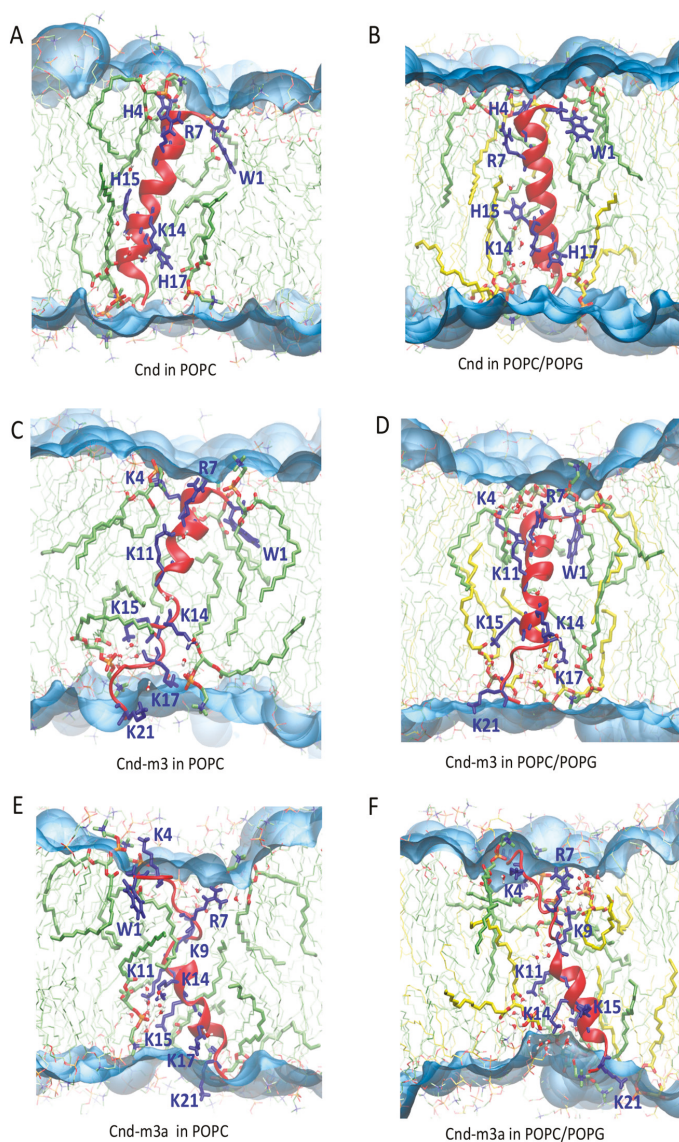 A
H4
R7
W1
H15
K14
H17
Cnd in POPC
B
H4
R7
W1
H15
K14
H17
Cnd in POPC/POPG
C
K4
R7
W1
K11
K15
K14
K17
K21
Cnd-m3 in POPC
D
K4
R7
K11
W1
K15
K14
K17
K21
Cnd-m3 in POPC/POPG
E
K4
W1
R7
K9
K11
K14
K15
K17
K21
Cnd-m3a in POPC
F
R7
K4
K9
K11
K14
K15
K21
Cnd-m3a in POPC/POPG